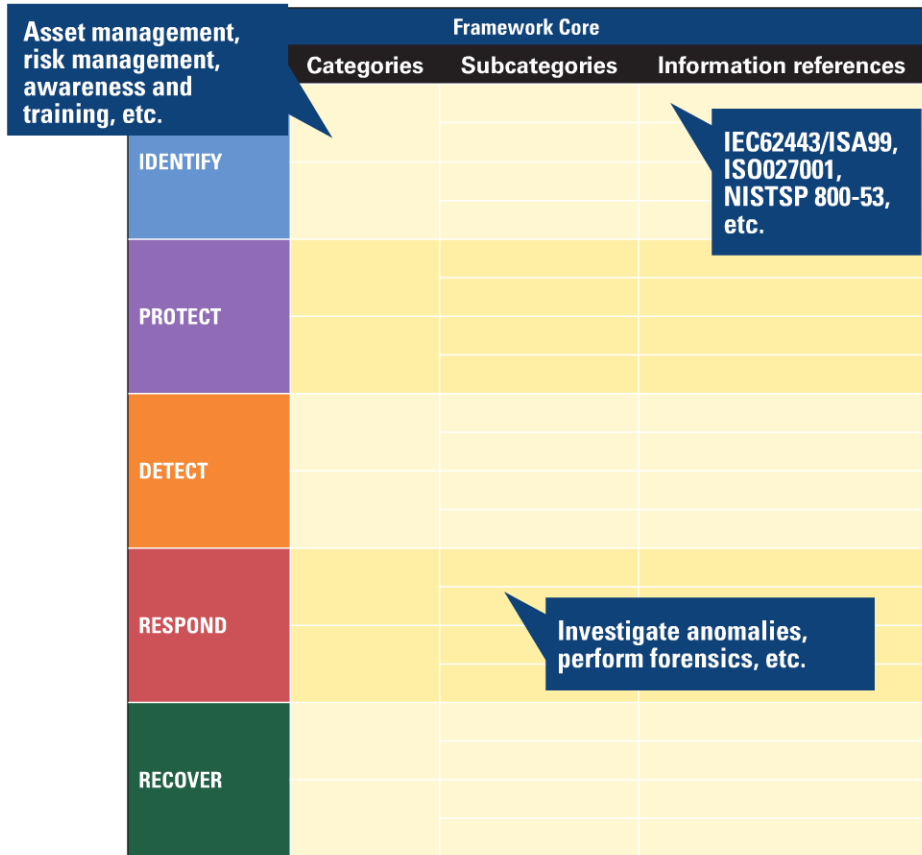 Asset management,
risk management,
awareness and
training, etc.
Framework Core
Categories Subcategories Information references
IDENTIFY
IEC62443/ISA99,
ISO027001,
NISTSP 800-53,
etc.
PROTECT
DETECT
RESPOND
Investigate anomalies,
perform forensics, etc.
RECOVER